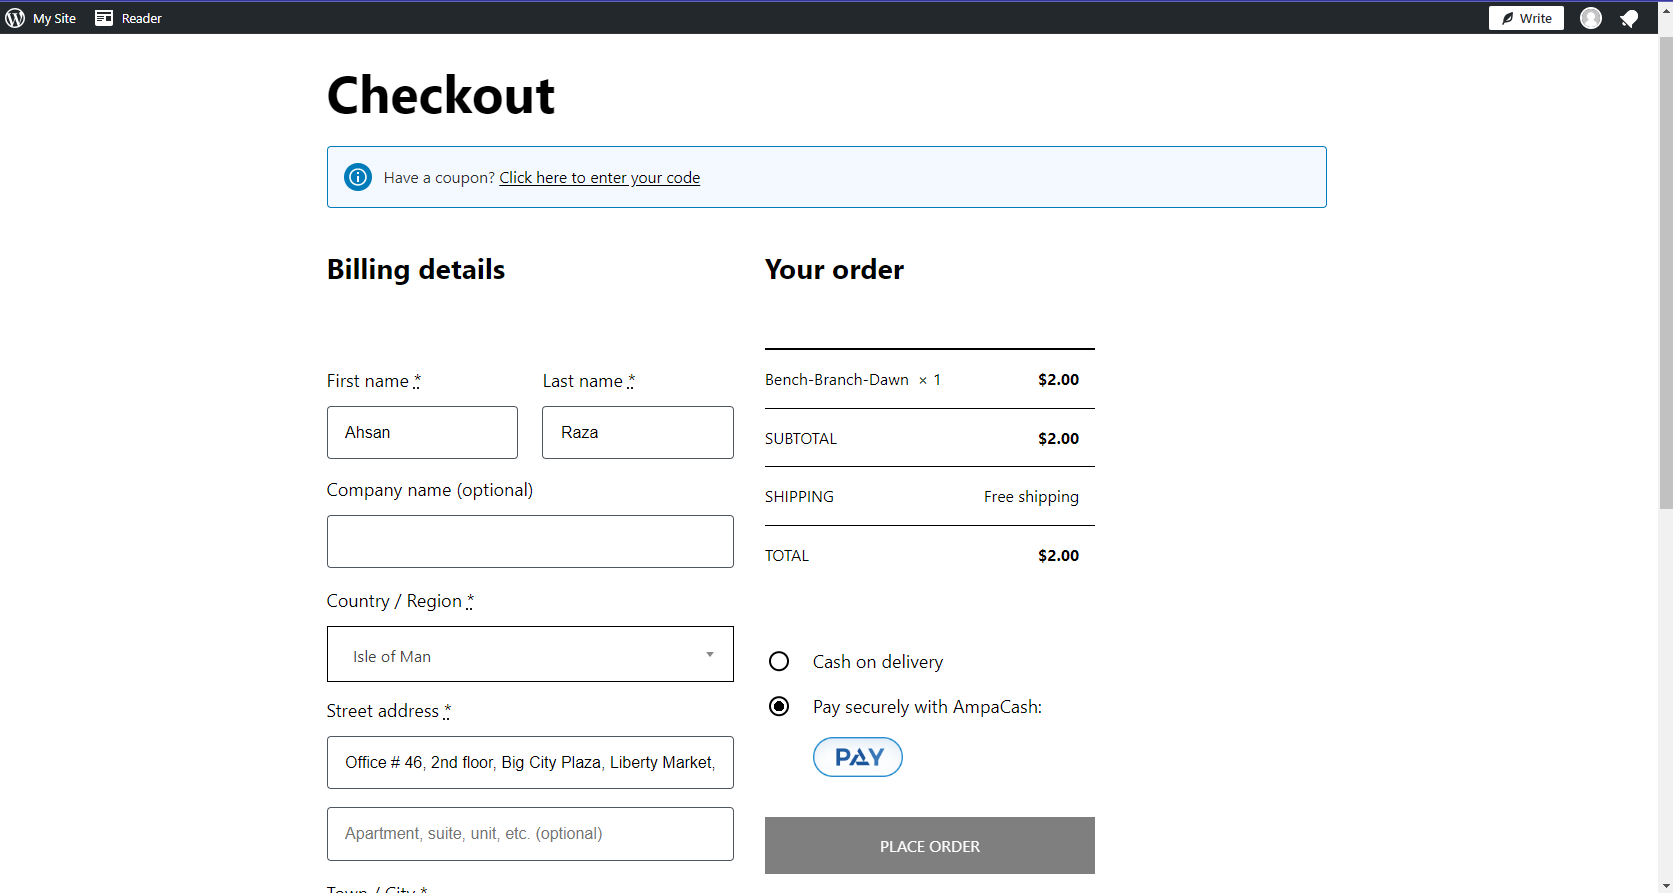 My Site
Reader
Write
Checkout
Have a coupon? Click here to enter your code
Billing details
First name *
Last name *
Ahsan
Raza
Company name (optional)
Country / Region *
Isle of Man
Street address *
Office # 46, 2nd floor, Big City Plaza, Liberty Market,
Apartment, suite, unit, etc. (optional)
Town / City *
Your order
Bench-Branch-Dawn × 1 $2.00
SUBTOTAL $2.00
SHIPPING Free shipping
TOTAL $2.00
Cash on delivery
Pay securely with AmpaCash:
PAY
PLACE ORDER